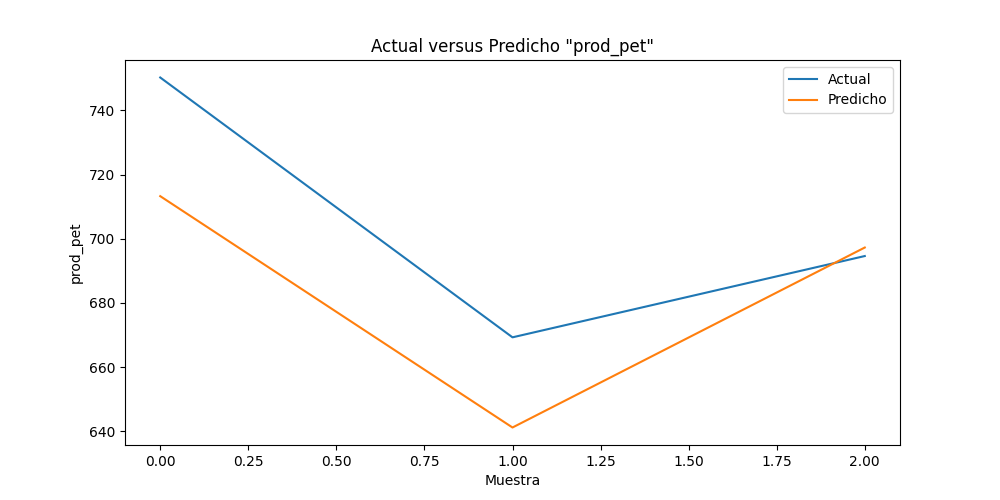 Actual versus Predicho "prod_pet"
Actual
Predicho
prod_pet
740
720
700
680
660
640
0.00 0.25 0.50 0.75 1.00 1.25 1.50 1.75 2.00
Muestra